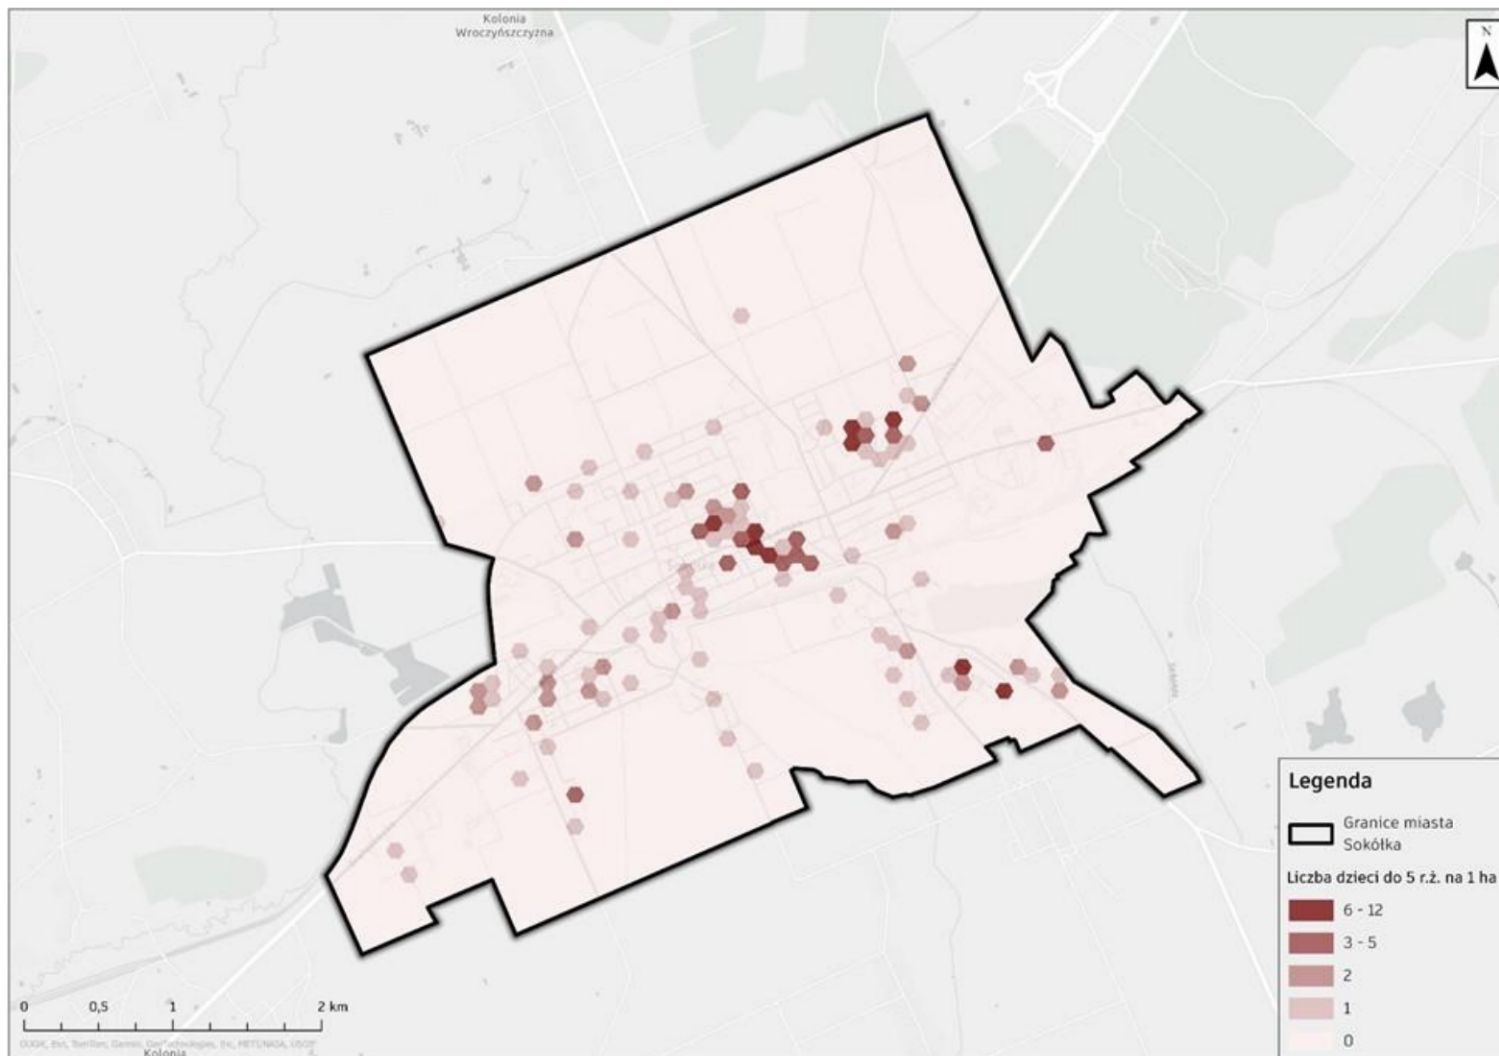 Kolonia
Wroczyńszczyzna
N
Legenda
Granice miasta
Sokółka
Liczba dzieci do 5 r.ż. na 1 ha
6 - 12
3 - 5
2
1
0
0 0,5 1 2 km
Kolonia